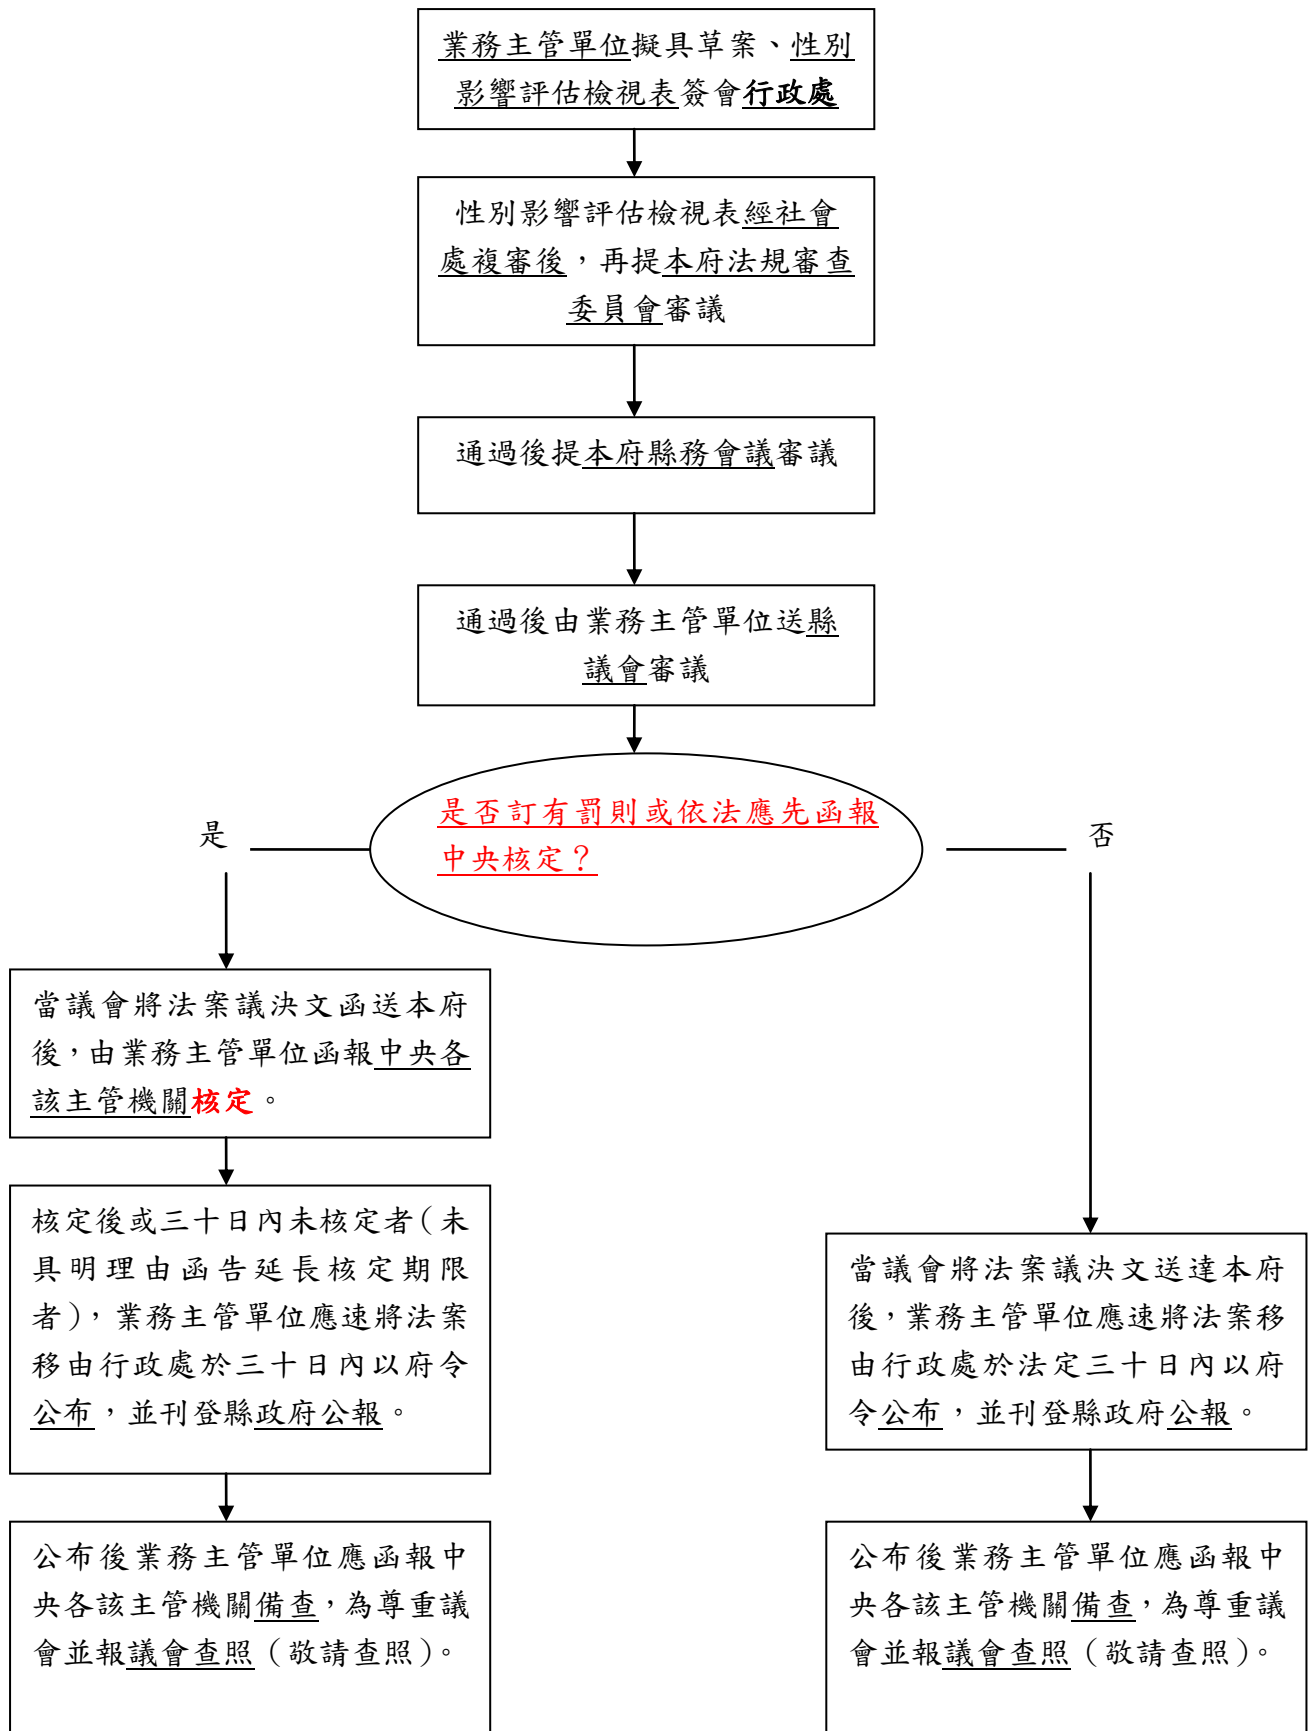 業務主管單位擬具草案、性別
影響評估檢視表簽會行政處
性別影響評估檢視表經社會
處複審後，再提本府法規審查
委員會審議
通過後提本府縣務會議審議
通過後由業務主管單位送縣
議會審議
是否訂有罰則或依法應先函報
中央核定？
是
否
當議會將法案議決文函送本府
後，由業務主管單位函報中央各
該主管機關核定。
核定後或三十日內未核定者（未
具明理由函告延長核定期限
者），業務主管單位應速將法案
移由行政處於三十日內以府令
公布，並刊登縣政府公報。
公布後業務主管單位應函報中
央各該主管機關備查，為尊重議
會並報議會查照（敬請查照）。
當議會將法案議決文送達本府
後，業務主管單位應速將法案移
由行政處於法定三十日內以府
令公布，並刊登縣政府公報。
公布後業務主管單位應函報中
央各該主管機關備查，為尊重議
會並報議會查照（敬請查照）。